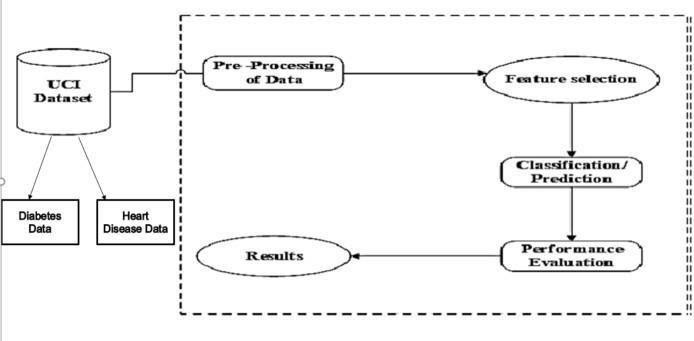 UCI
Dataset
Pre-Processing
of Data
Feature selection
Classification/
Prediction
Diabetes
Data
Heart
Disease Data
Results
Performance
Evaluation